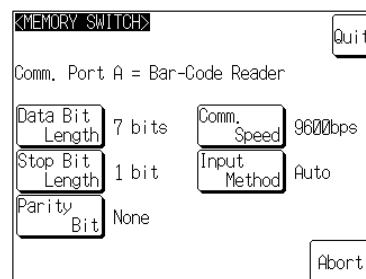 <MEMORY SWITCH>
Quit
Comm. Port A = Bar-Code Reader
Data Bit Length 7 bits
Comm. Speed 9600bps
Stop Bit Length 1 bit
Input Method Auto
Parity Bit None
Abort